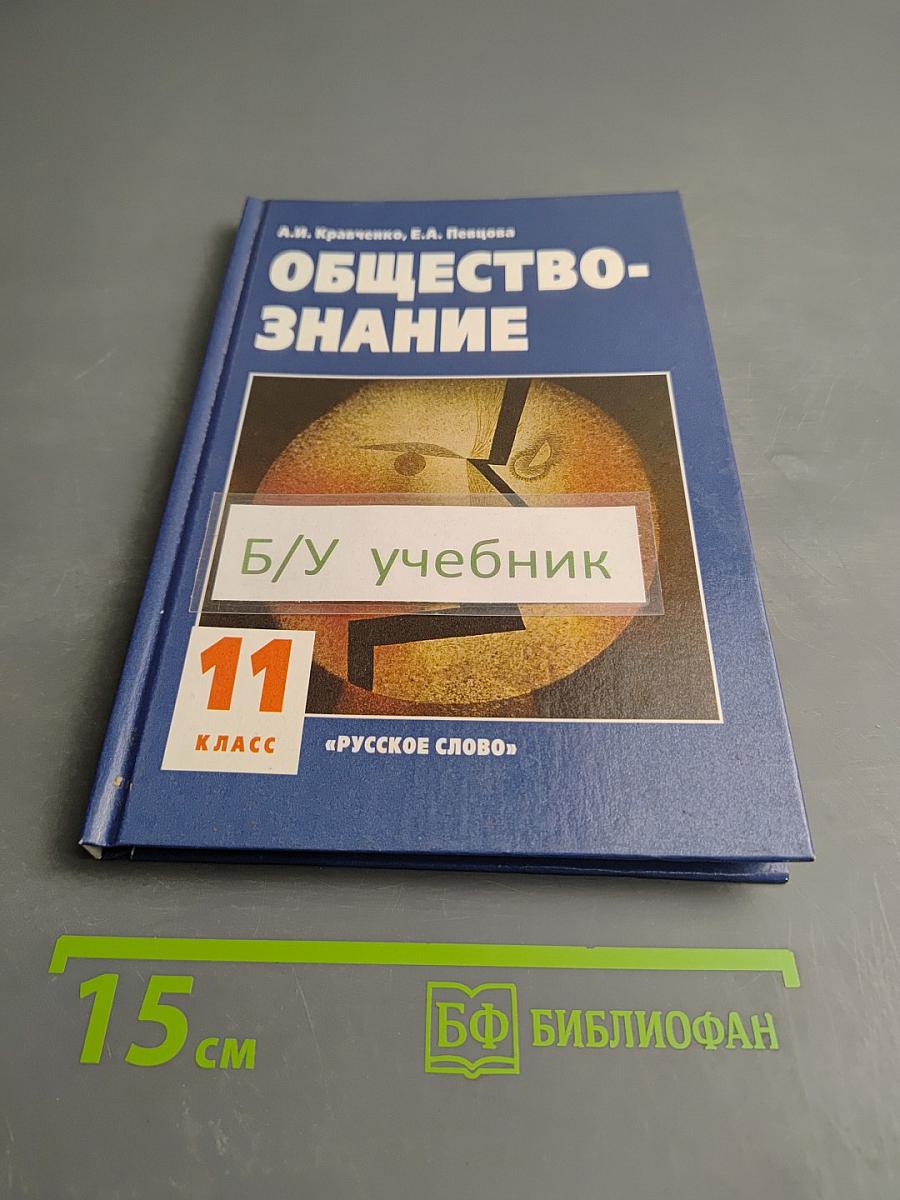 А.И. Кравченко, Е.А. Певцова
ОБЩЕСТВО-
ЗНАНИЕ
Б/У учебник
11
КЛАСС
«РУССКОЕ СЛОВО»
15 см
БФ БИБЛИОФАН